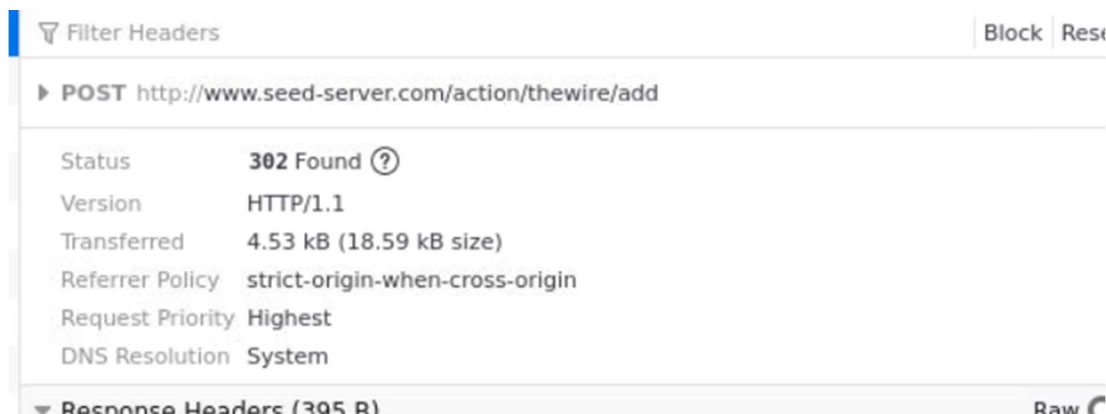 Filter Headers Block Rese
POST http://www.seed-server.com/action/thewire/add
Status 302 Found ?
Version HTTP/1.1
Transferred 4.53 kB (18.59 kB size)
Referrer Policy strict-origin-when-cross-origin
Request Priority Highest
DNS Resolution System
Response Headers (395 B) Raw